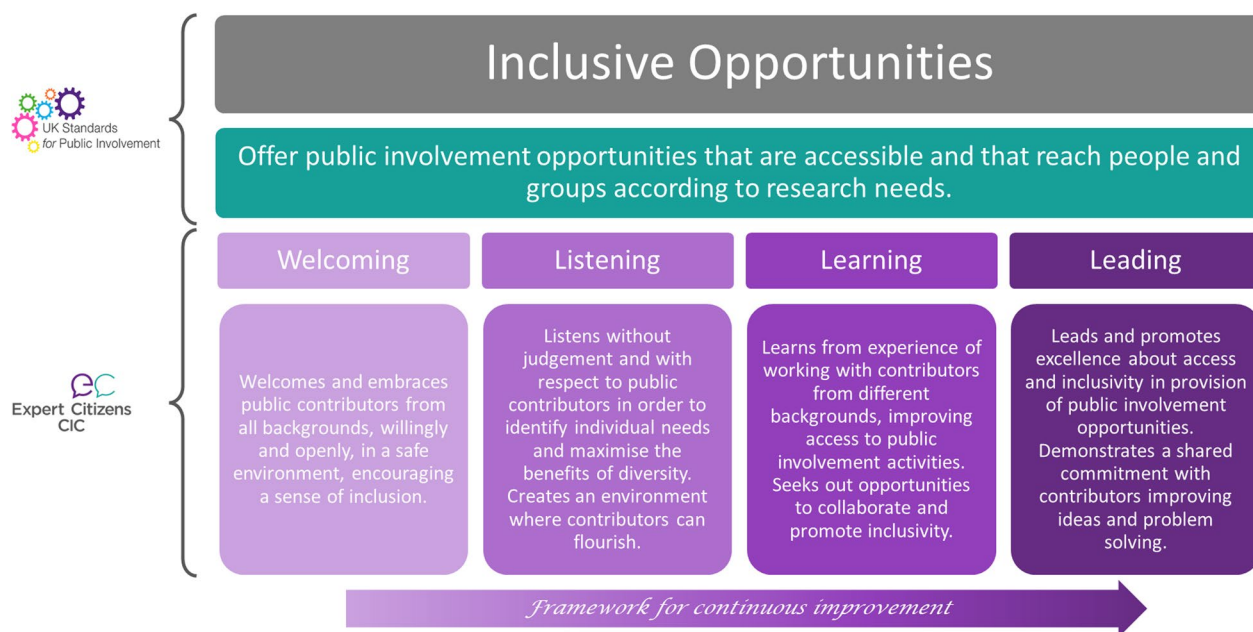 Inclusive Opportunities
UK Standards
for Public Involvement
Offer public involvement opportunities that are accessible and that reach people and
groups according to research needs.
Welcoming
Listening
Learning
Leading
Expert Citizens
CIC
Welcomes and embraces
public contributors from
all backgrounds, willingly
and openly, in a safe
environment, encouraging
a sense of inclusion.
Listens without
judgement and with
respect to public
contributors in order to
identify individual needs
and maximise the
benefits of diversity.
Creates an environment
where contributors can
flourish.
Learns from experience of
working with contributors
from different
backgrounds, improving
access to public
involvement activities.
Seeks out opportunities
to collaborate and
promote inclusivity.
Leads and promotes
excellence about access
and inclusivity in provision
of public involvement
opportunities.
Demonstrates a shared
commitment with
contributors improving
ideas and problem
solving.
Framework for continuous improvement